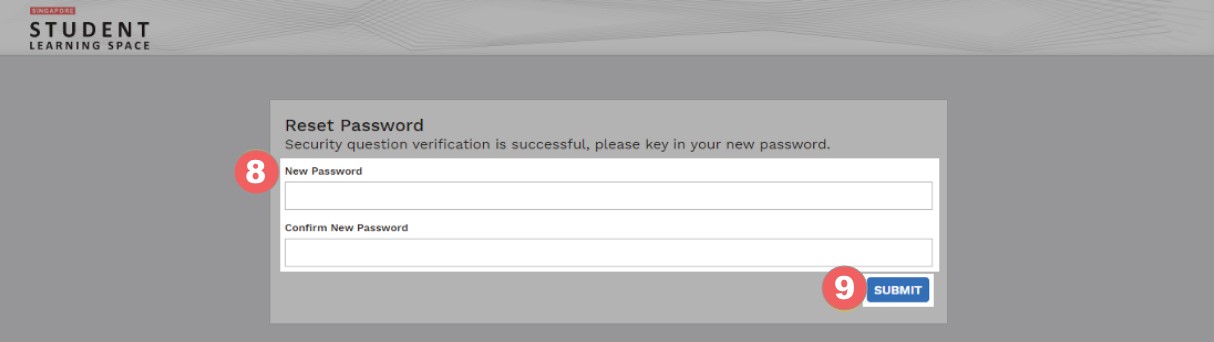 SINGAPORE
STUDENT
LEARNING SPACE
Reset Password
Security question verification is successful, please key in your new password.
8
New Password
Confirm New Password
9
SUBMIT